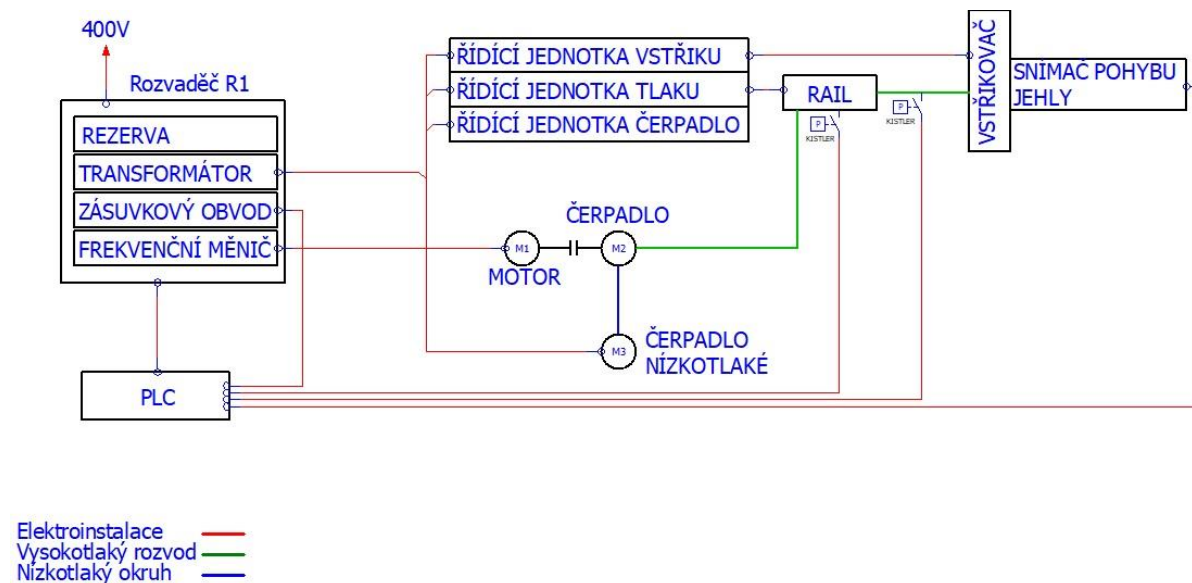 400V
Rozvaděč R1
REZERVA
TRANSFORMÁTOR
ZÁSUVKOVÝ OBVOD
FREKVENČNÍ MĚNIČ
PLC
ŘÍDÍCÍ JEDNOTKA VSTŘIKU
ŘÍDÍCÍ JEDNOTKA TLAKU
ŘÍDÍCÍ JEDNOTKA ČERPADLO
RAIL
P
KISTLER
P
KISTLER
VSTŘIKOVAČ
SNÍMAČ POHYBU
JEHLY
ČERPADLO
M1
M2
MOTOR
M3
ČERPADLO
NÍZKOTLAKÉ
Elektroinstalace
Vysokotlaký rozvod
Nízkotlaký okruh